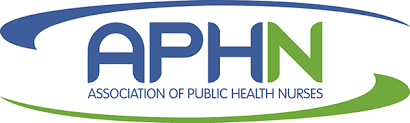 APHN
ASSOCIATION OF PUBLIC HEALTH NURSES